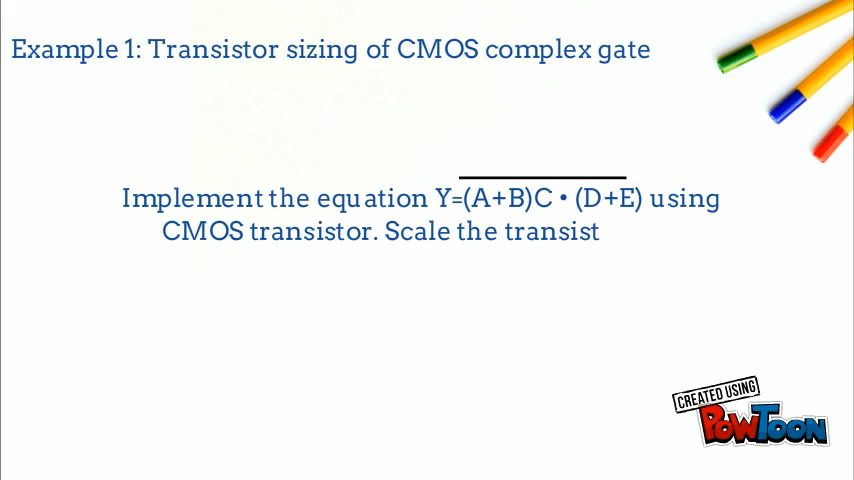 Example 1: Transistor sizing of CMOS complex gate
Implement the equation Y=(A+B)C • (D+E) using
CMOS transistor. Scale the transist
CREATED USING
POWTOON